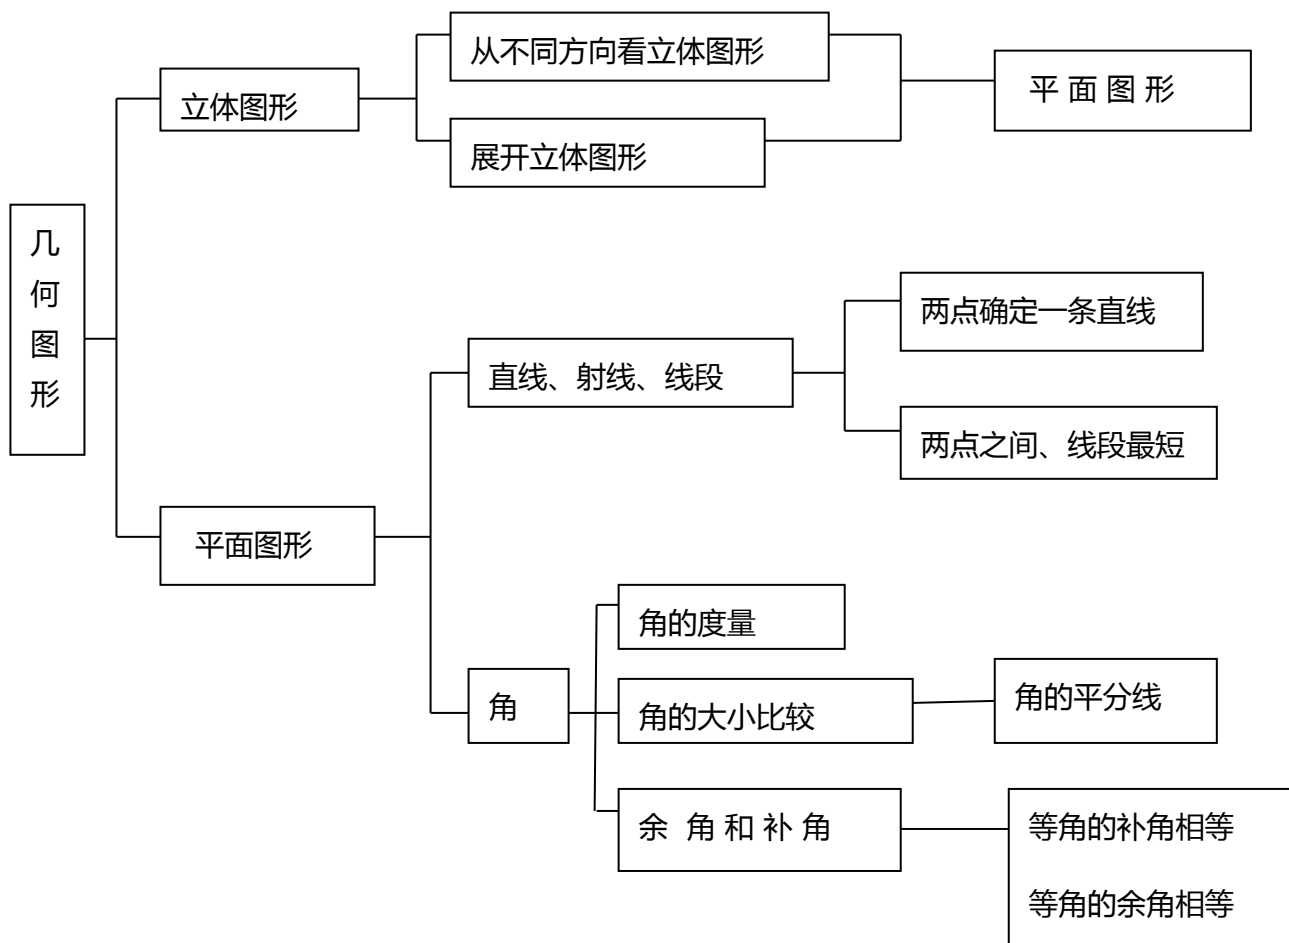 从不同方向看立体图形
立体图形
平 面 图 形
展开立体图形
几
何
图
形
两点确定一条直线
直线、射线、线段
两点之间、线段最短
平面图形
角的度量
角
角的大小比较
角的平分线
余 角 和 补 角
等角的补角相等
等角的余角相等